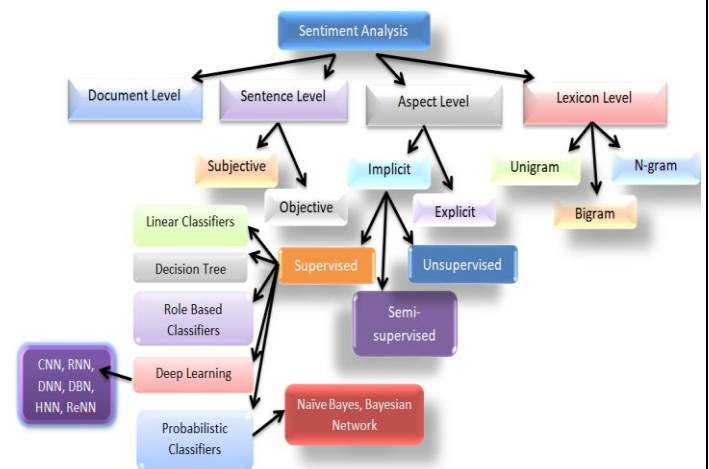 Sentiment Analysis
Document Level
Sentence Level
Aspect Level
Lexicon Level
Subjective
Objective
Implicit
Explicit
Unigram
Bigram
N-gram
Linear Classifiers
Decision Tree
Role Based
Classifiers
Deep Learning
Probabilistic
Classifiers
Supervised
Semi-
supervised
Unsupervised
CNN, RNN,
DNN, DBN,
HNN, ReNN
Naïve Bayes, Bayesian
Network